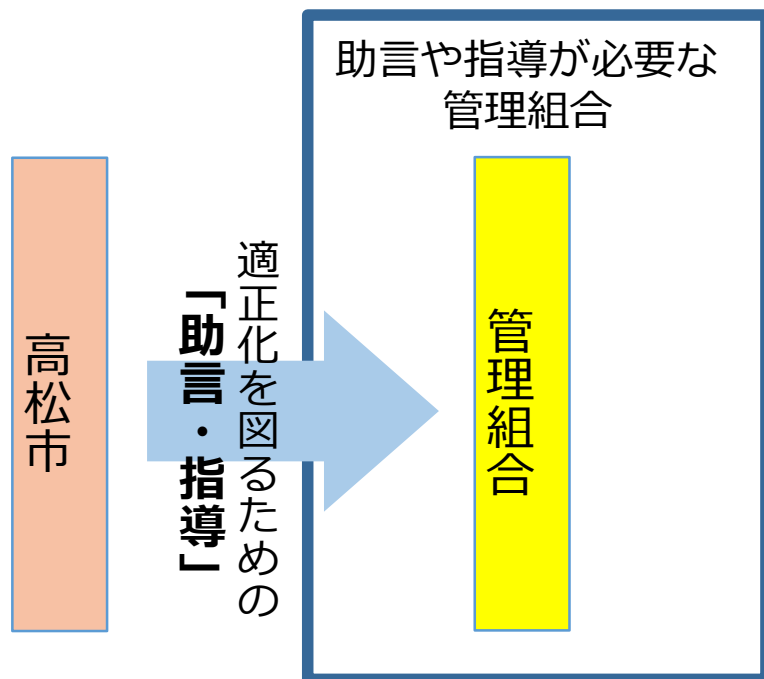 助言や指導が必要な
管理組合
高松市
適正化を図るための
「助言・指導」
管理組合